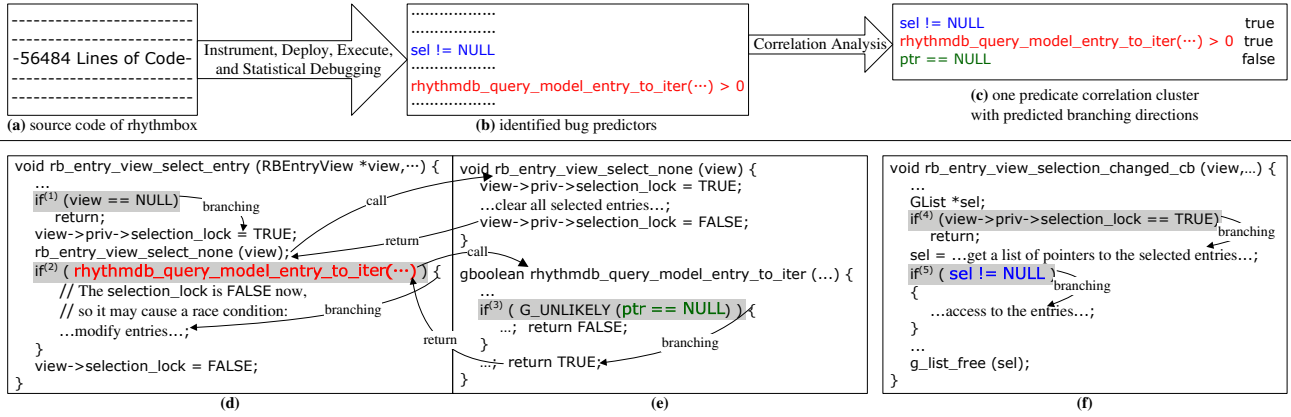 -56484 Lines of Code-
(a) source code of rhythmbox
Instrument, Deploy, Execute,
and Statistical Debugging
sel != NULL
rhythmdb_query_model_entry_to_iter(⋯) > 0
(b) identified bug predictors
Correlation Analysis
sel != NULL true
rhythmdb_query_model_entry_to_iter(⋯) > 0 true
ptr == NULL false
(c) one predicate correlation cluster
with predicted branching directions
void rb_entry_view_select_entry (RBEntryView *view,⋯) {
...
if(1) (view == NULL)
return;
view->priv->selection_lock = TRUE;
rb_entry_view_select_none (view);
if(2) ( rhythmdb_query_model_entry_to_iter(⋯) ) {
// The selection_lock is FALSE now,
// so it may cause a race condition:
…modify entries…;
}
view->selection_lock = FALSE;
}
branching
branching
(d)
call
return
call
return
void rb_entry_view_select_none (view) {
view->priv->selection_lock = TRUE;
…clear all selected entries…;
view->priv->selection_lock = FALSE;
}
gboolean rhythmdb_query_model_entry_to_iter (...) {
...
if(3) ( G_UNLIKELY (ptr == NULL) ) {
…; return FALSE;
}
…; return TRUE;
}
branching
(e)
void rb_entry_view_selection_changed_cb (view,…) {
...
GList *sel;
if(4) (view->priv->selection_lock == TRUE)
return;
sel = …get a list of pointers to the selected entries…;
if(5) ( sel != NULL )
{
…access to the entries…;
}
...
g_list_free (sel);
}
branching
branching
(f)